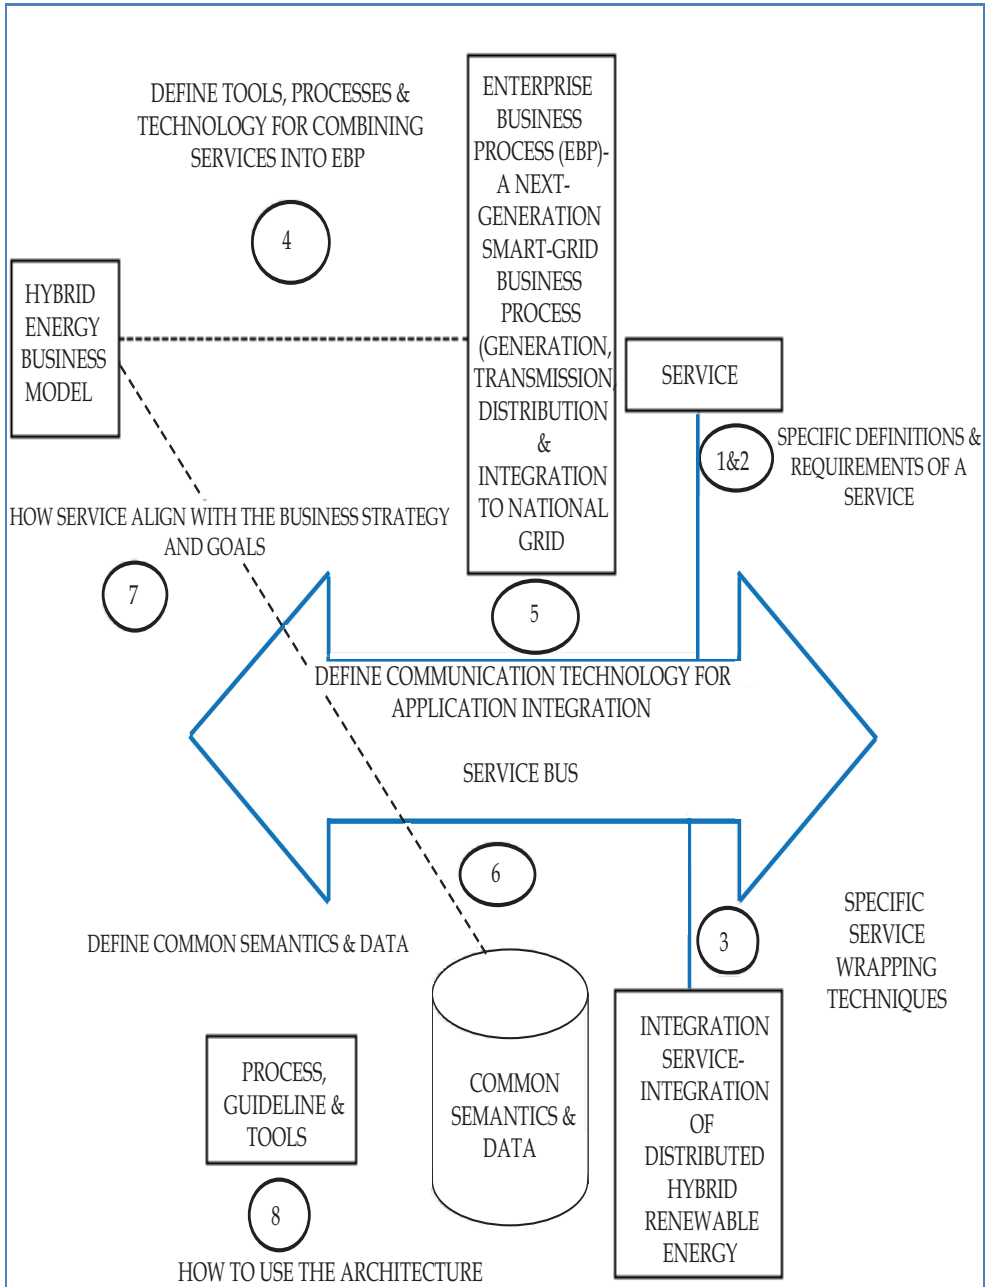 DEFINE TOOLS, PROCESSES &
TECHNOLOGY FOR COMBINING
SERVICES INTO EBP
4
ENTERPRISE
BUSINESS
PROCESS (EBP)-
A NEXT-
GENERATION
SMART-GRID
BUSINESS
PROCESS
(GENERATION,
TRANSMISSION,
DISTRIBUTION
&
INTEGRATION
TO NATIONAL
GRID
HYBRID
ENERGY
BUSINESS
MODEL
SERVICE
1&2
SPECIFIC DEFINITIONS &
REQUIREMENTS OF A
SERVICE
HOW SERVICE ALIGN WITH THE BUSINESS STRATEGY
AND GOALS
7
5
DEFINE COMMUNICATION TECHNOLOGY FOR
APPLICATION INTEGRATION
SERVICE BUS
6
DEFINE COMMON SEMANTICS & DATA
3
SPECIFIC
SERVICE
WRAPPING
TECHNIQUES
PROCESS,
GUIDELINE &
TOOLS
8
HOW TO USE THE ARCHITECTURE
COMMON
SEMANTICS &
DATA
INTEGRATION
SERVICE-
INTEGRATION
OF
DISTRIBUTED
HYBRID
RENEWABLE
ENERGY